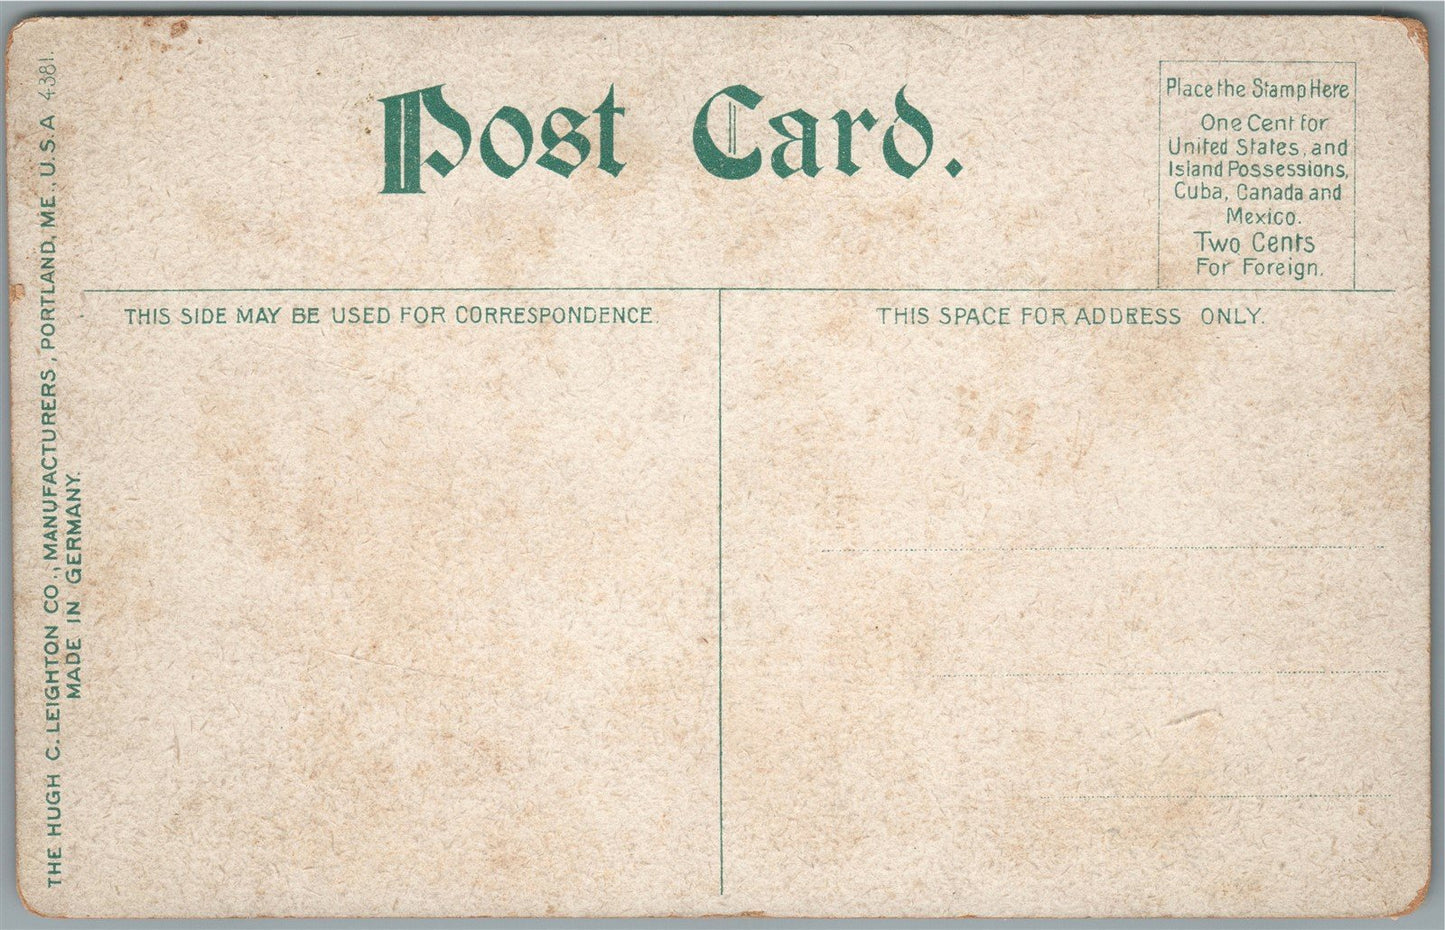 Post Card.
Place the Stamp Here
One Cent for
United States, and
Island Possessions,
Cuba, Canada and
Mexico.
Two Cents
For Foreign.
THIS SIDE MAY BE USED FOR CORRESPONDENCE.
THIS SPACE FOR ADDRESS ONLY.
THE HUGH C. LEIGHTON CO., MANUFACTURERS, PORTLAND, ME., U.S.A 4381.
MADE IN GERMANY.